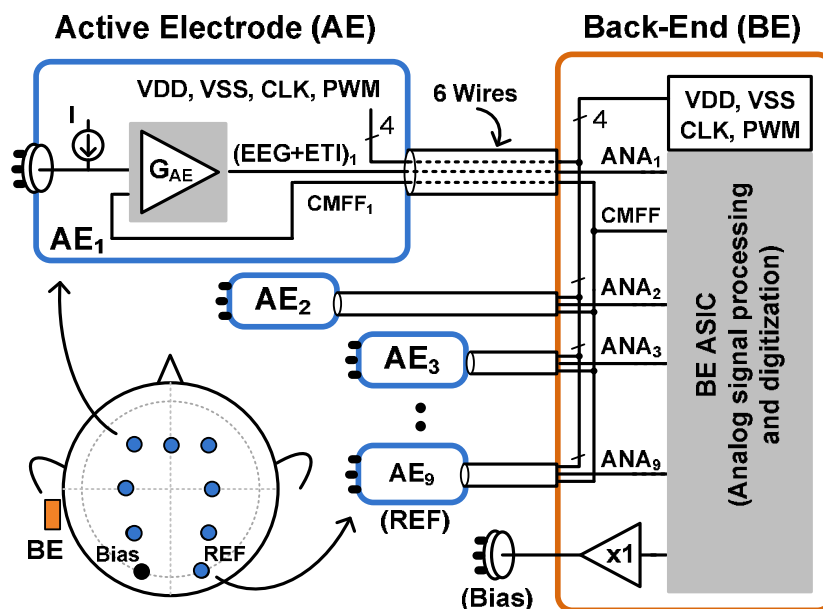 Active Electrode (AE)
Back-End (BE)
VDD, VSS, CLK, PWM
6 Wires
VDD, VSS
CLK, PWM
I
4
4
G_AE
(EEG+ETI)₁
ANA₁
CMFF₁
CMFF
AE₁
AE₂
ANA₂
AE₃
ANA₃
BE ASIC
(Analog signal processing
and digitization)
AE₉
ANA₉
(REF)
BE
Bias
REF
x1
(Bias)